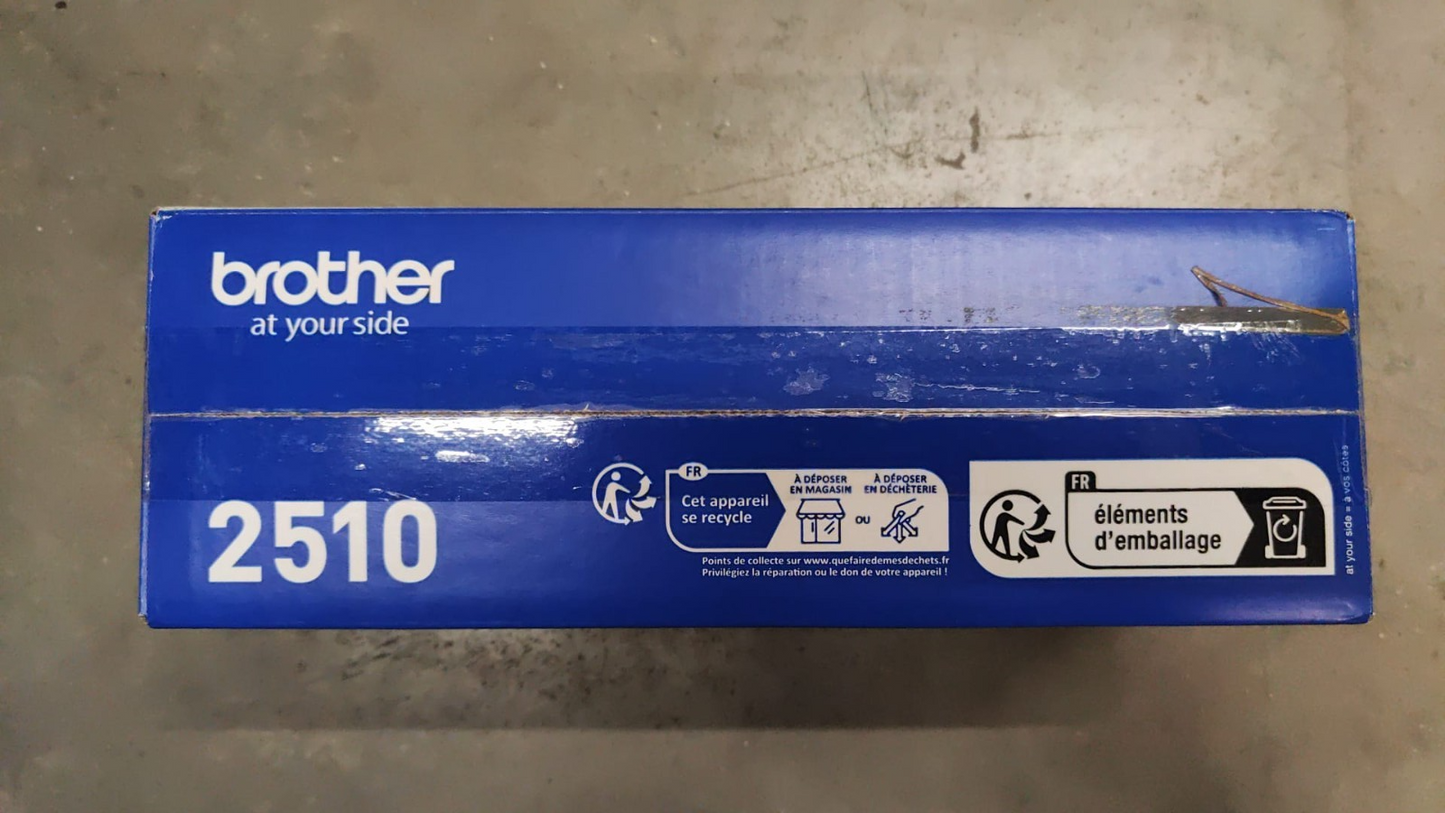 brother
at your side
2510
FR
Cet appareil
se recycle
À DÉPOSER
EN MAGASIN
OU
À DÉPOSER
EN DÉCHÈTERIE
Points de collecte sur www.quefairedemesdechets.fr
Privilégiez la réparation ou le don de votre appareil !
FR
éléments
d'emballage
at your side = à vos côtés